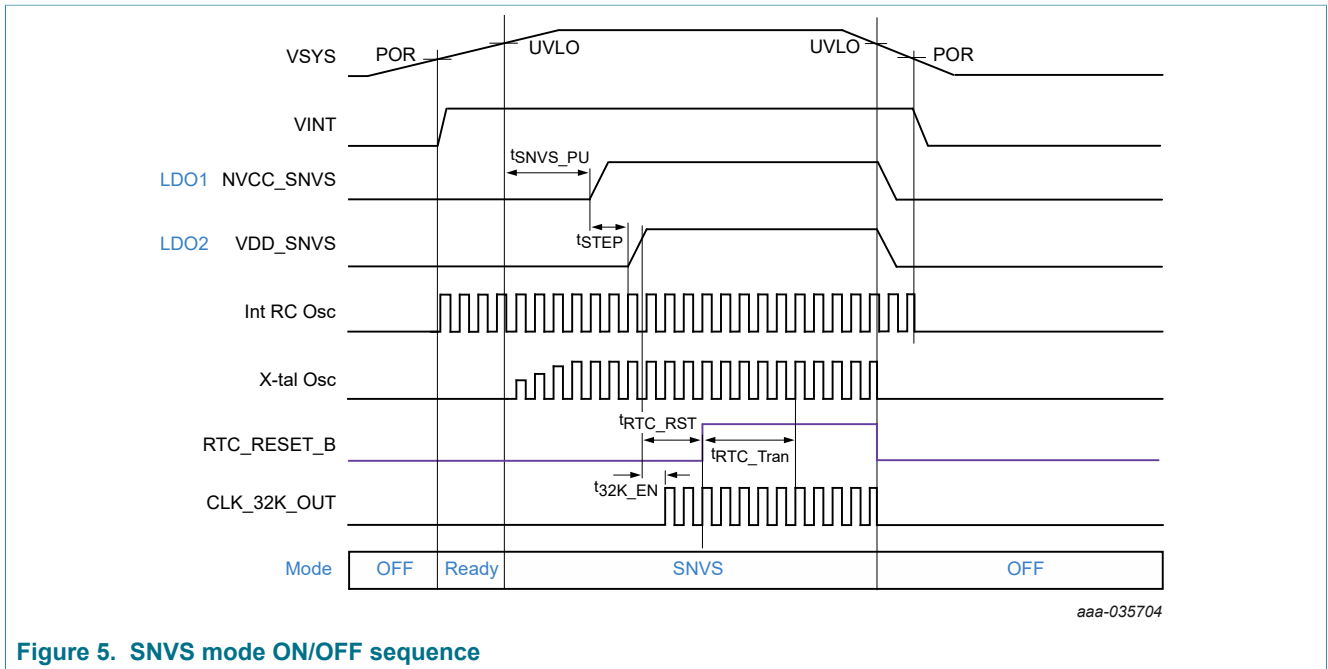 VSYS POR UVLO UVLO POR
VINT
tSNVS_PU
LDO1 NVCC_SNVS
tSTEP
LDO2 VDD_SNVS
Int RC Osc
X-tal Osc
tRTC_RST
RTC_RESET_B
tRTC_Tran
t32K_EN
CLK_32K_OUT
Mode OFF Ready SNVS OFF
aaa-035704
Figure 5. SNVS mode ON/OFF sequence